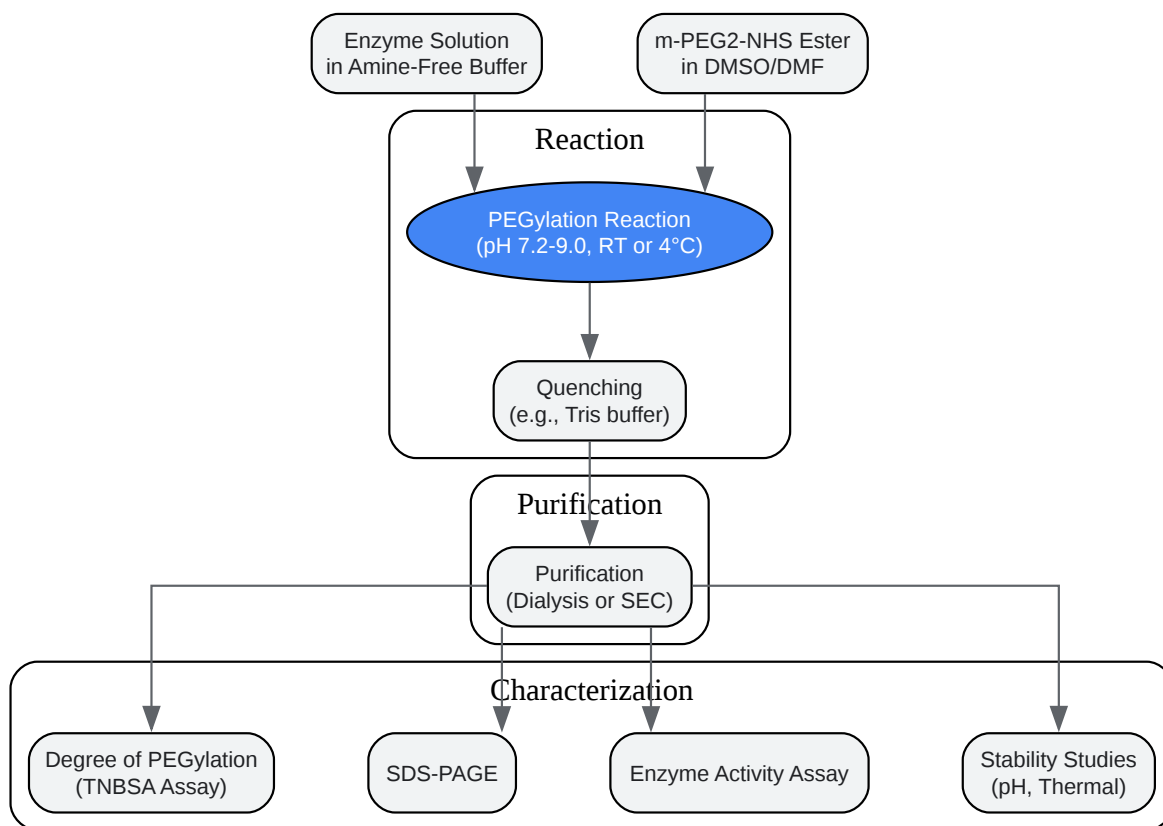 Enzyme Solution
in Amine-Free Buffer
m-PEG2-NHS Ester
in DMSO/DMF
Reaction
PEGylation Reaction
(pH 7.2-9.0, RT or 4°C)
Quenching
(e.g., Tris buffer)
Purification
Purification
(Dialysis or SEC)
Characterization
Degree of PEGylation
(TNBSA Assay)
SDS-PAGE
Enzyme Activity Assay
Stability Studies
(pH, Thermal)